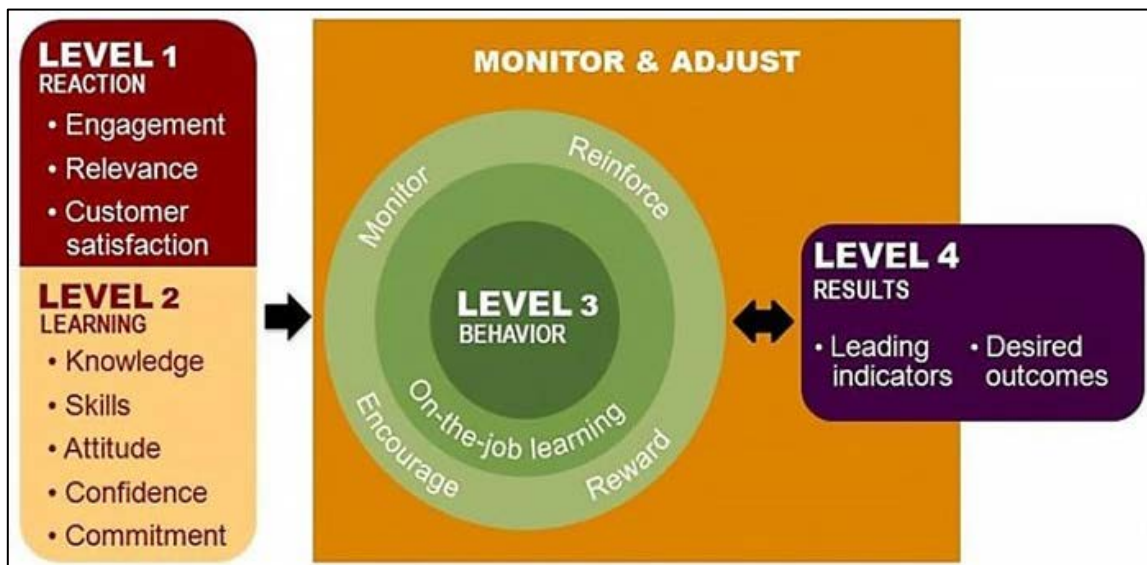 LEVEL 1
REACTION
• Engagement
• Relevance
• Customer
satisfaction
LEVEL 2
LEARNING
• Knowledge
• Skills
• Attitude
• Confidence
• Commitment
MONITOR & ADJUST
Monitor
Reinforce
Encourage
Reward
On-the-job learning
LEVEL 3
BEHAVIOR
LEVEL 4
RESULTS
• Leading
indicators
• Desired
outcomes